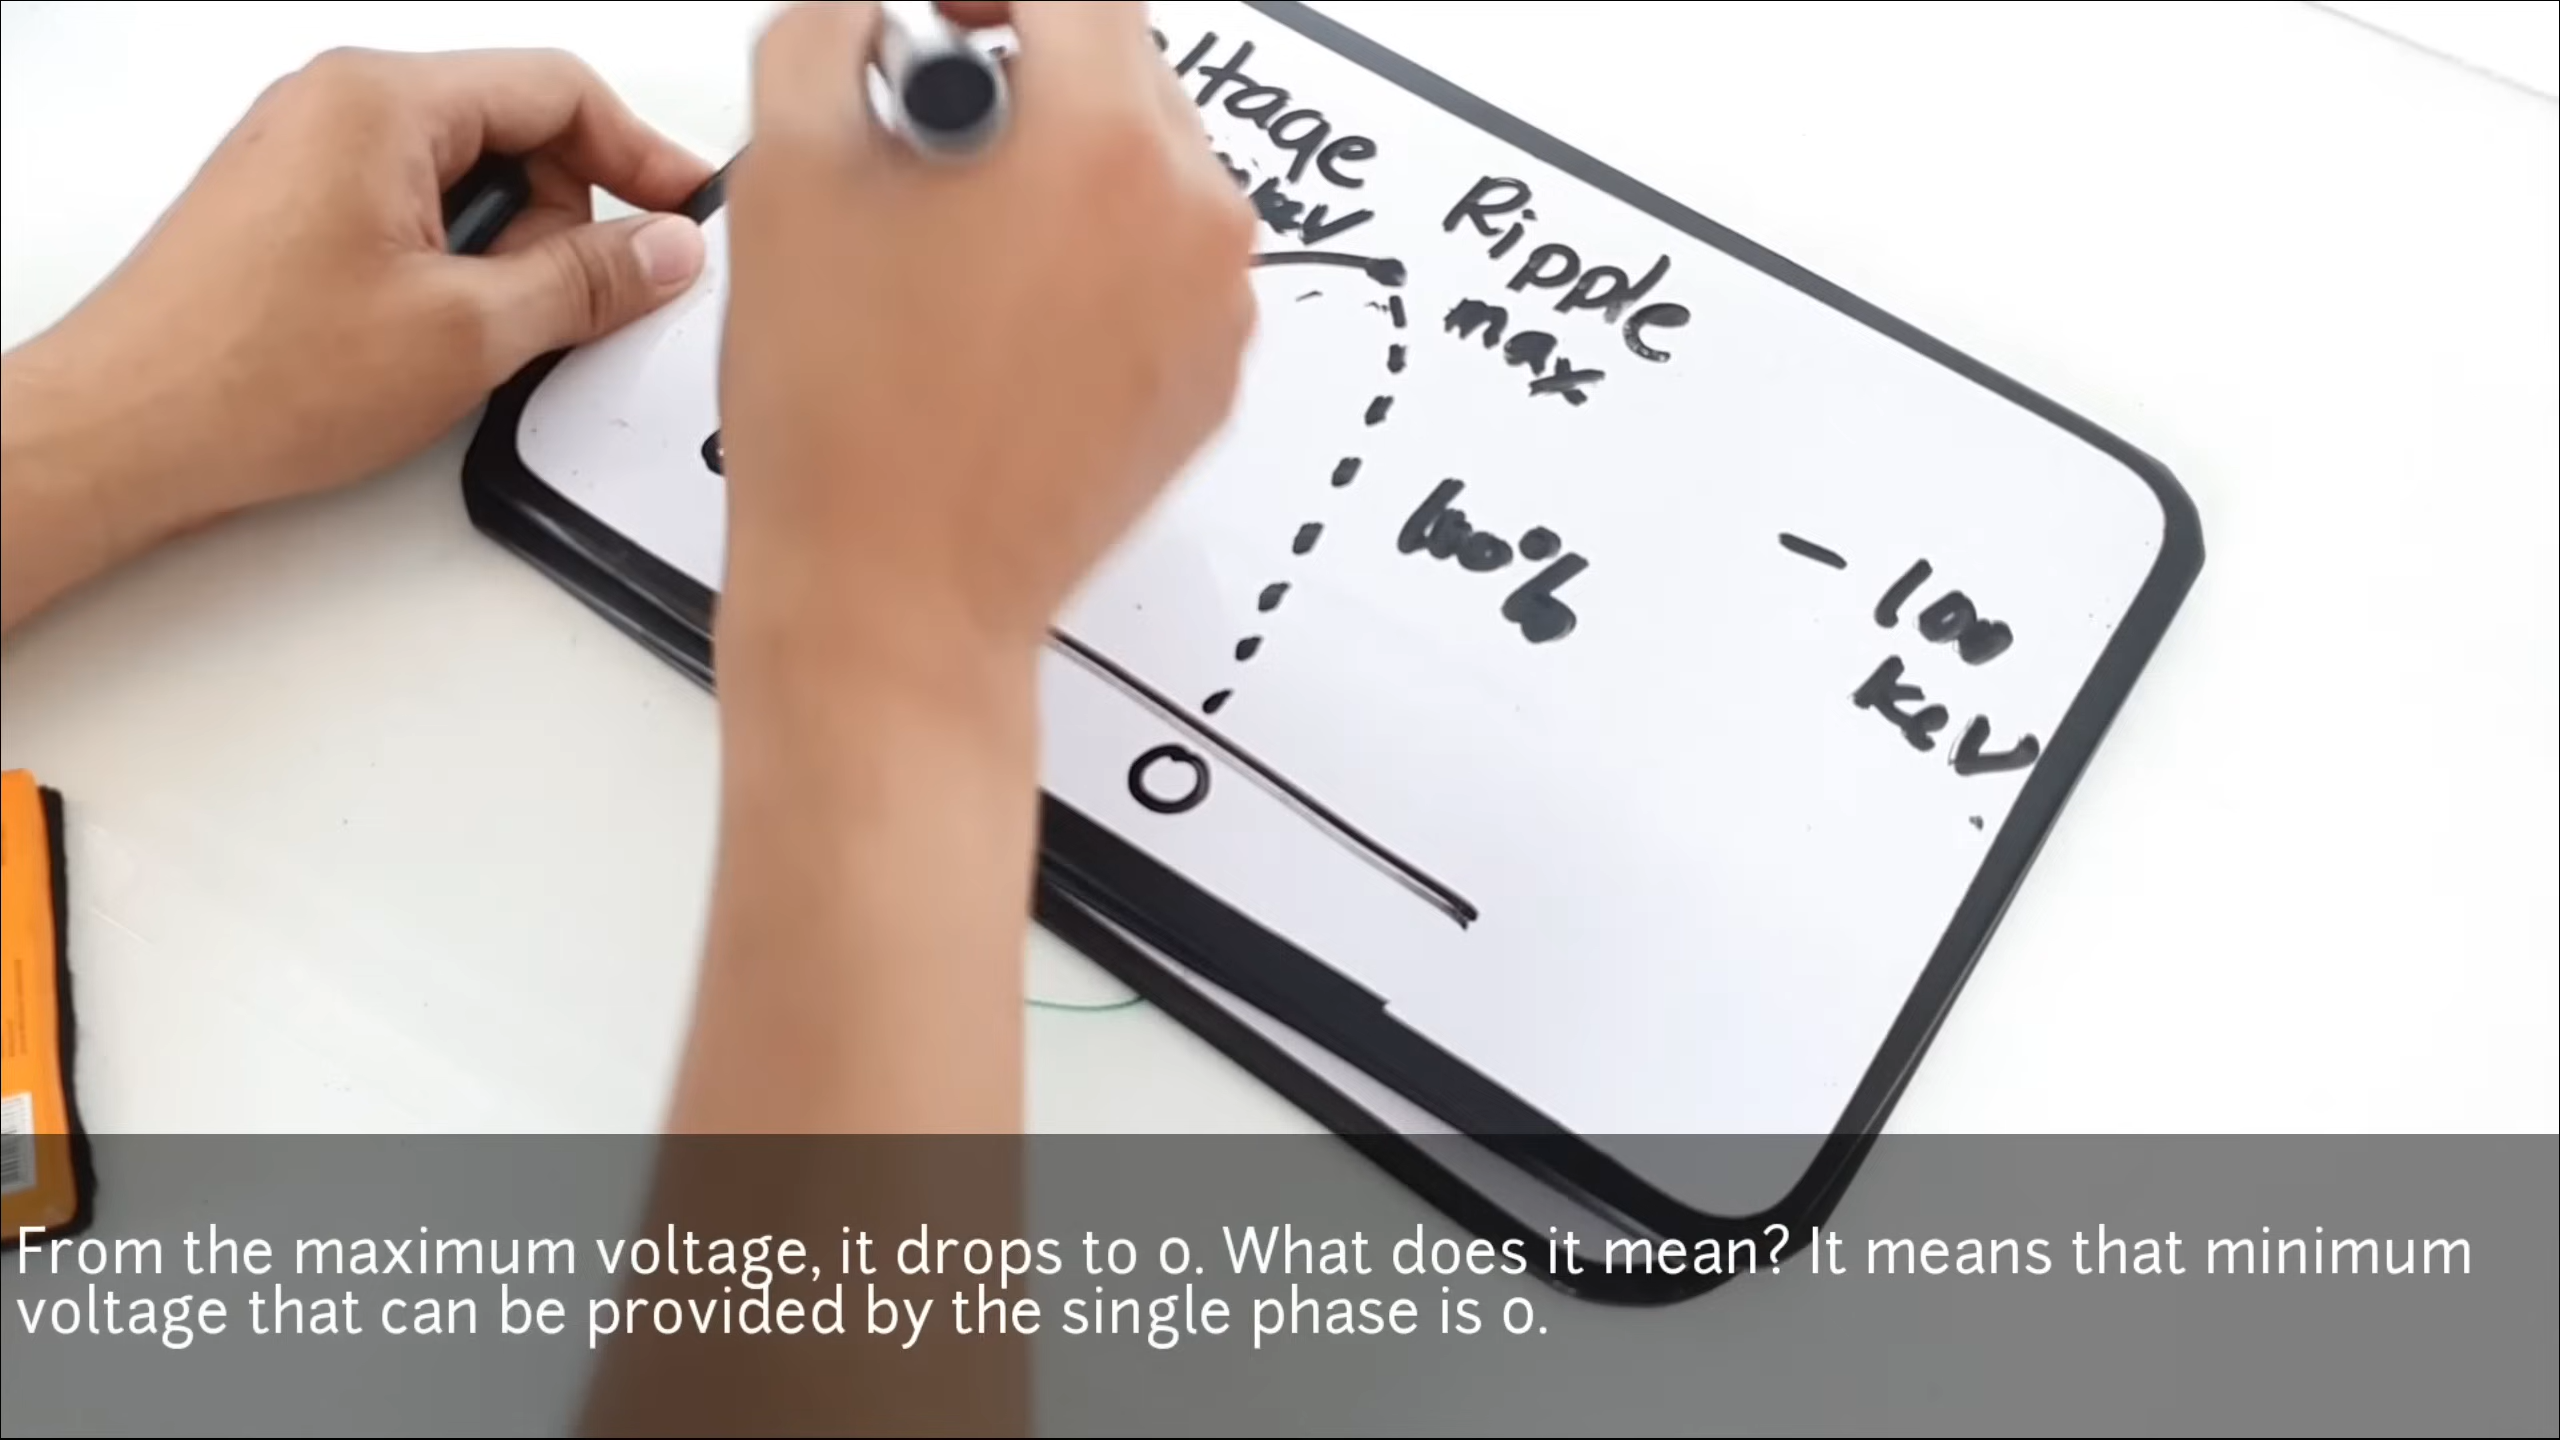 ltage Ripple
kev max
100%
- 100
kev
0
From the maximum voltage, it drops to 0. What does it mean? It means that minimum
voltage that can be provided by the single phase is 0.